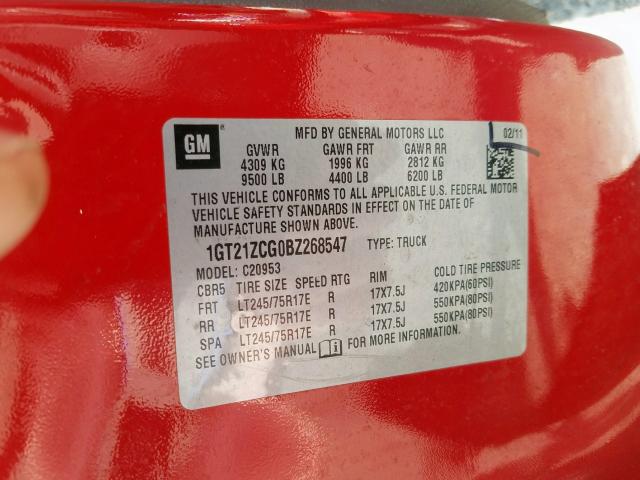 GM
MFD BY GENERAL MOTORS LLC 02/11
GVWR GAWR FRT GAWR RR
4309 KG 1996 KG 2812 KG
9500 LB 4400 LB 6200 LB
THIS VEHICLE CONFORMS TO ALL APPLICABLE U.S. FEDERAL MOTOR
VEHICLE SAFETY STANDARDS IN EFFECT ON THE DATE OF
MANUFACTURE SHOWN ABOVE.
1GT21ZCG0BZ268547 TYPE: TRUCK
MODEL: C20953
CBR5 TIRE SIZE SPEED RTG RIM COLD TIRE PRESSURE
FRT LT245/75R17E R 17X7.5J 420KPA(60PSI)
RR LT245/75R17E R 17X7.5J 550KPA(80PSI)
SPA LT245/75R17E R 17X7.5J 550KPA(80PSI)
SEE OWNER'S MANUAL i FOR MORE INFORMATION.